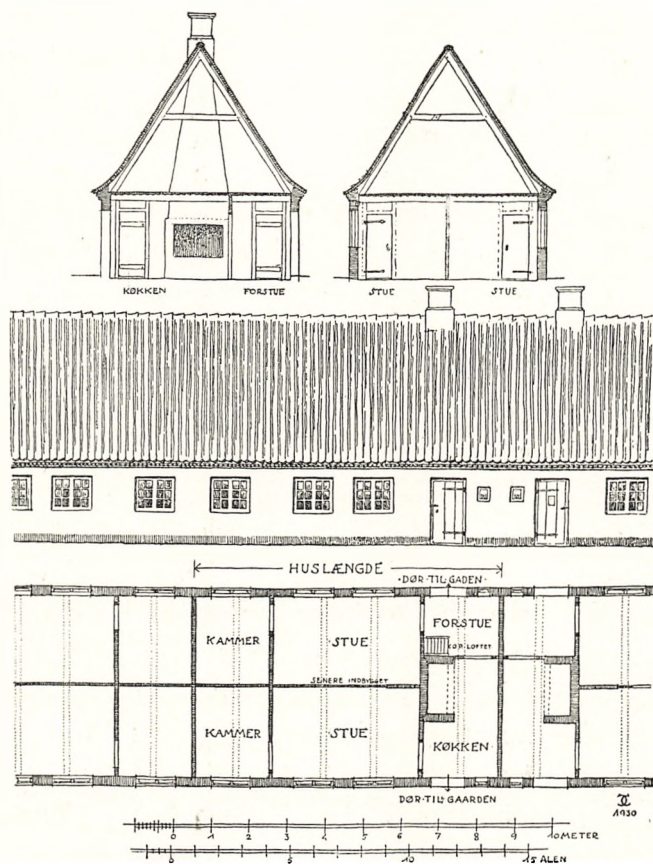 KØKKEN FORSTUE
STUE STUE
HUSLÆNGDE
DØR·TIL·GADEN
FORSTUE
KAMMER STUE
SENERE INDBYGGET
KAMMER STUE KØKKEN
DØR·TIL·GAARDEN
1930
0 1 2 3 4 5 6 7 8 9 10 METER
0 5 10 15 ALEN